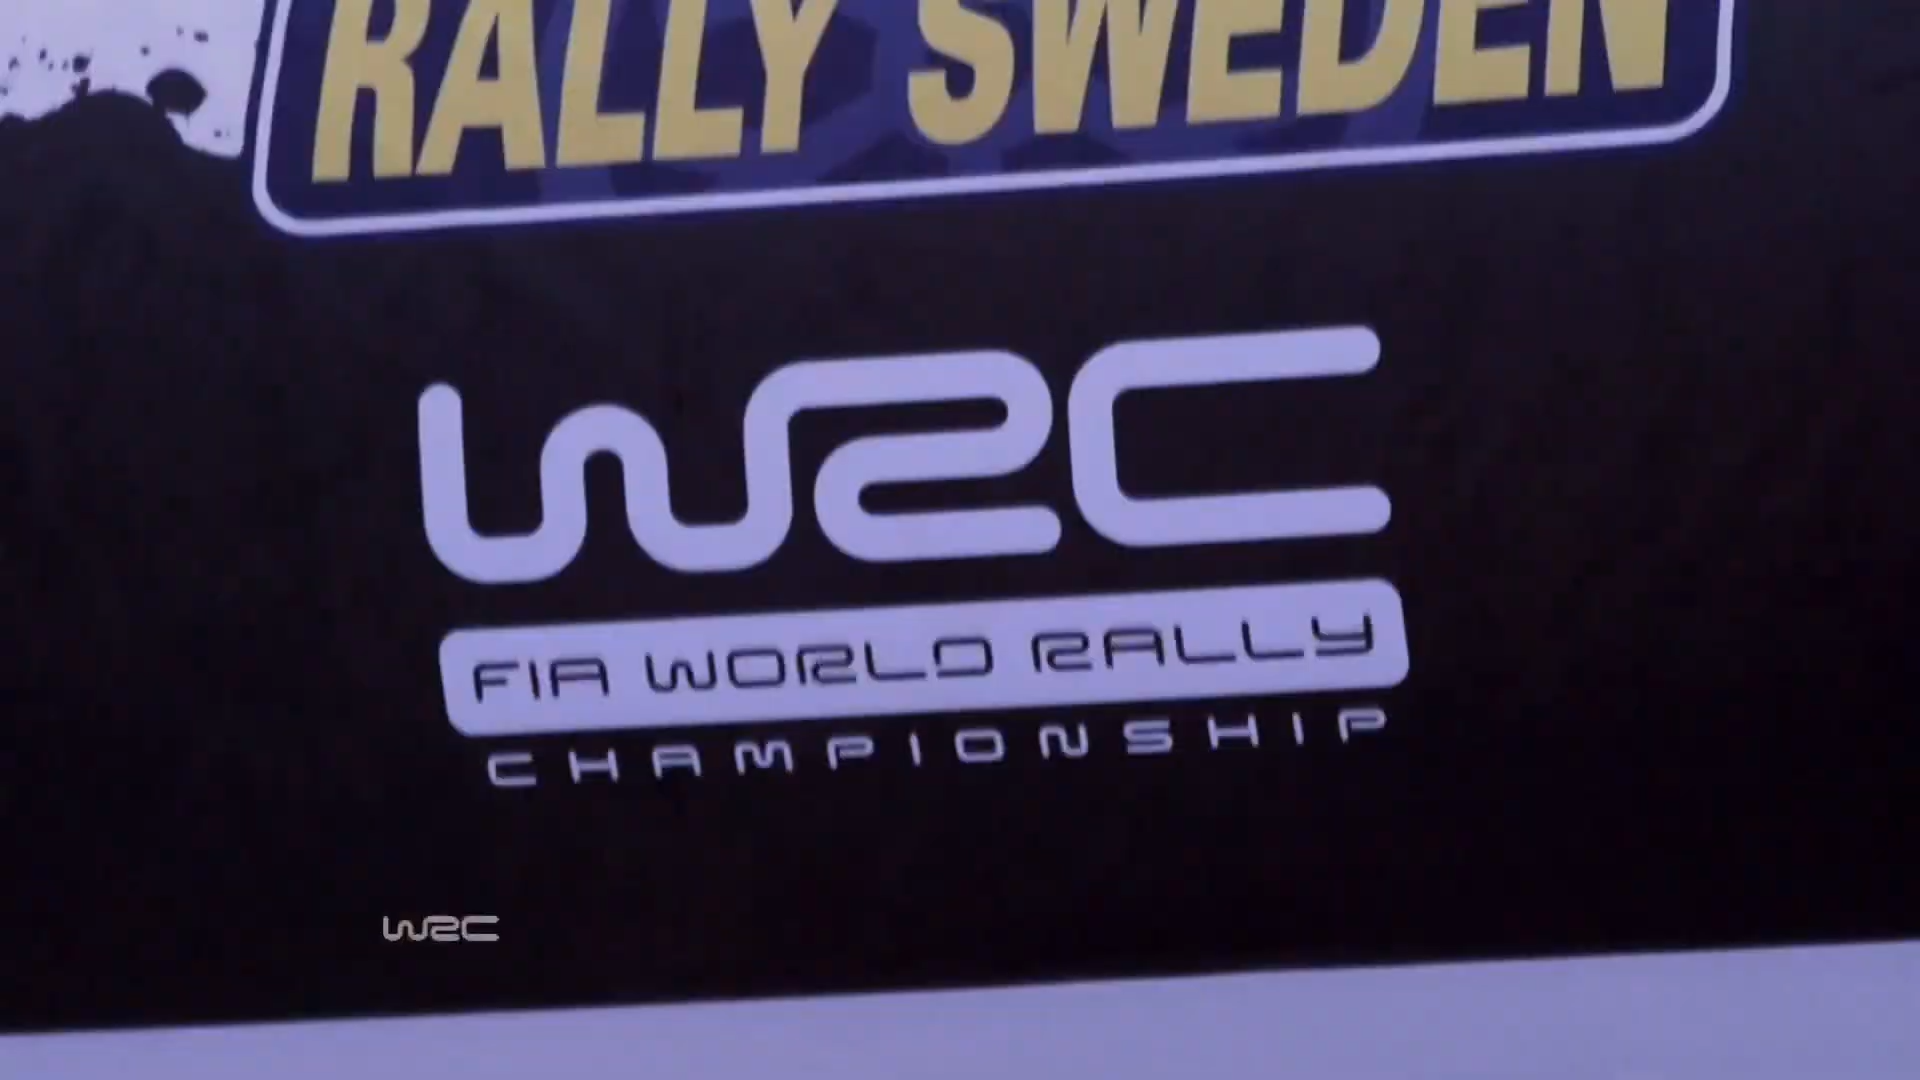 RALLY SWEDEN
WRC
FIA WORLD RALLY
CHAMPIONSHIP
WRC